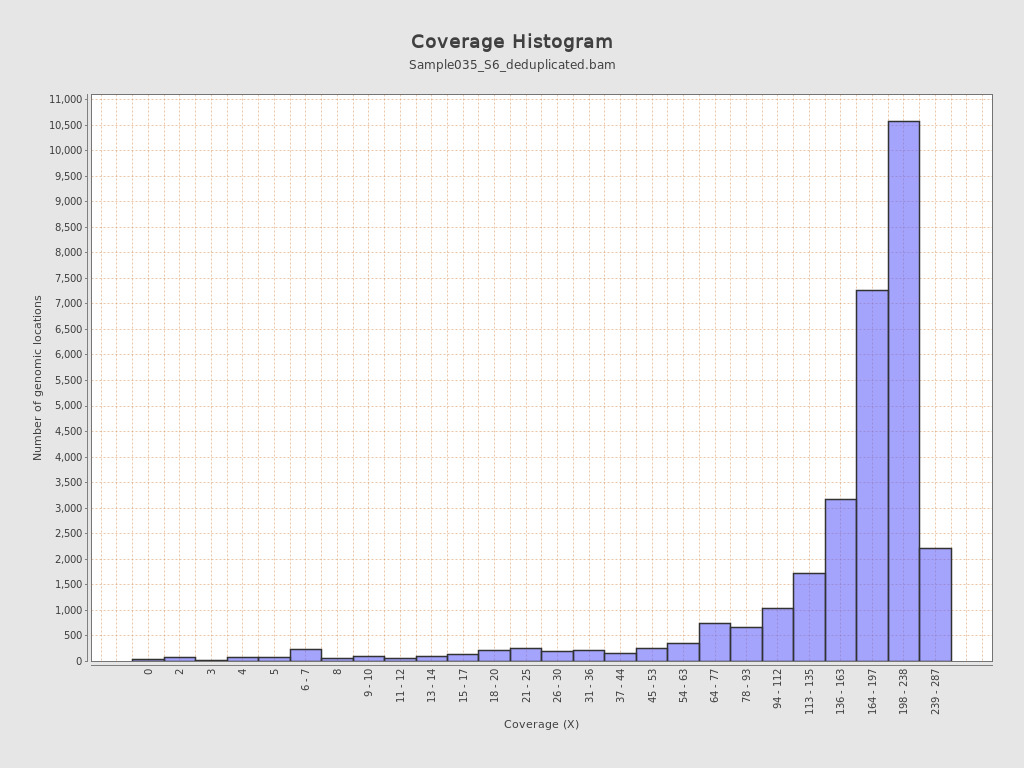 Coverage Histogram
Sample035_S6_deduplicated.bam
Number of genomic locations
11,000
10,500
10,000
9,500
9,000
8,500
8,000
7,500
7,000
6,500
6,000
5,500
5,000
4,500
4,000
3,500
3,000
2,500
2,000
1,500
1,000
500
0
0
2
3
4
5
6 - 7
8
9 - 10
11 - 12
13 - 14
15 - 17
18 - 20
21 - 25
26 - 30
31 - 36
37 - 44
45 - 53
54 - 63
64 - 77
78 - 93
94 - 112
113 - 135
136 - 163
164 - 197
198 - 238
239 - 287
Coverage (X)